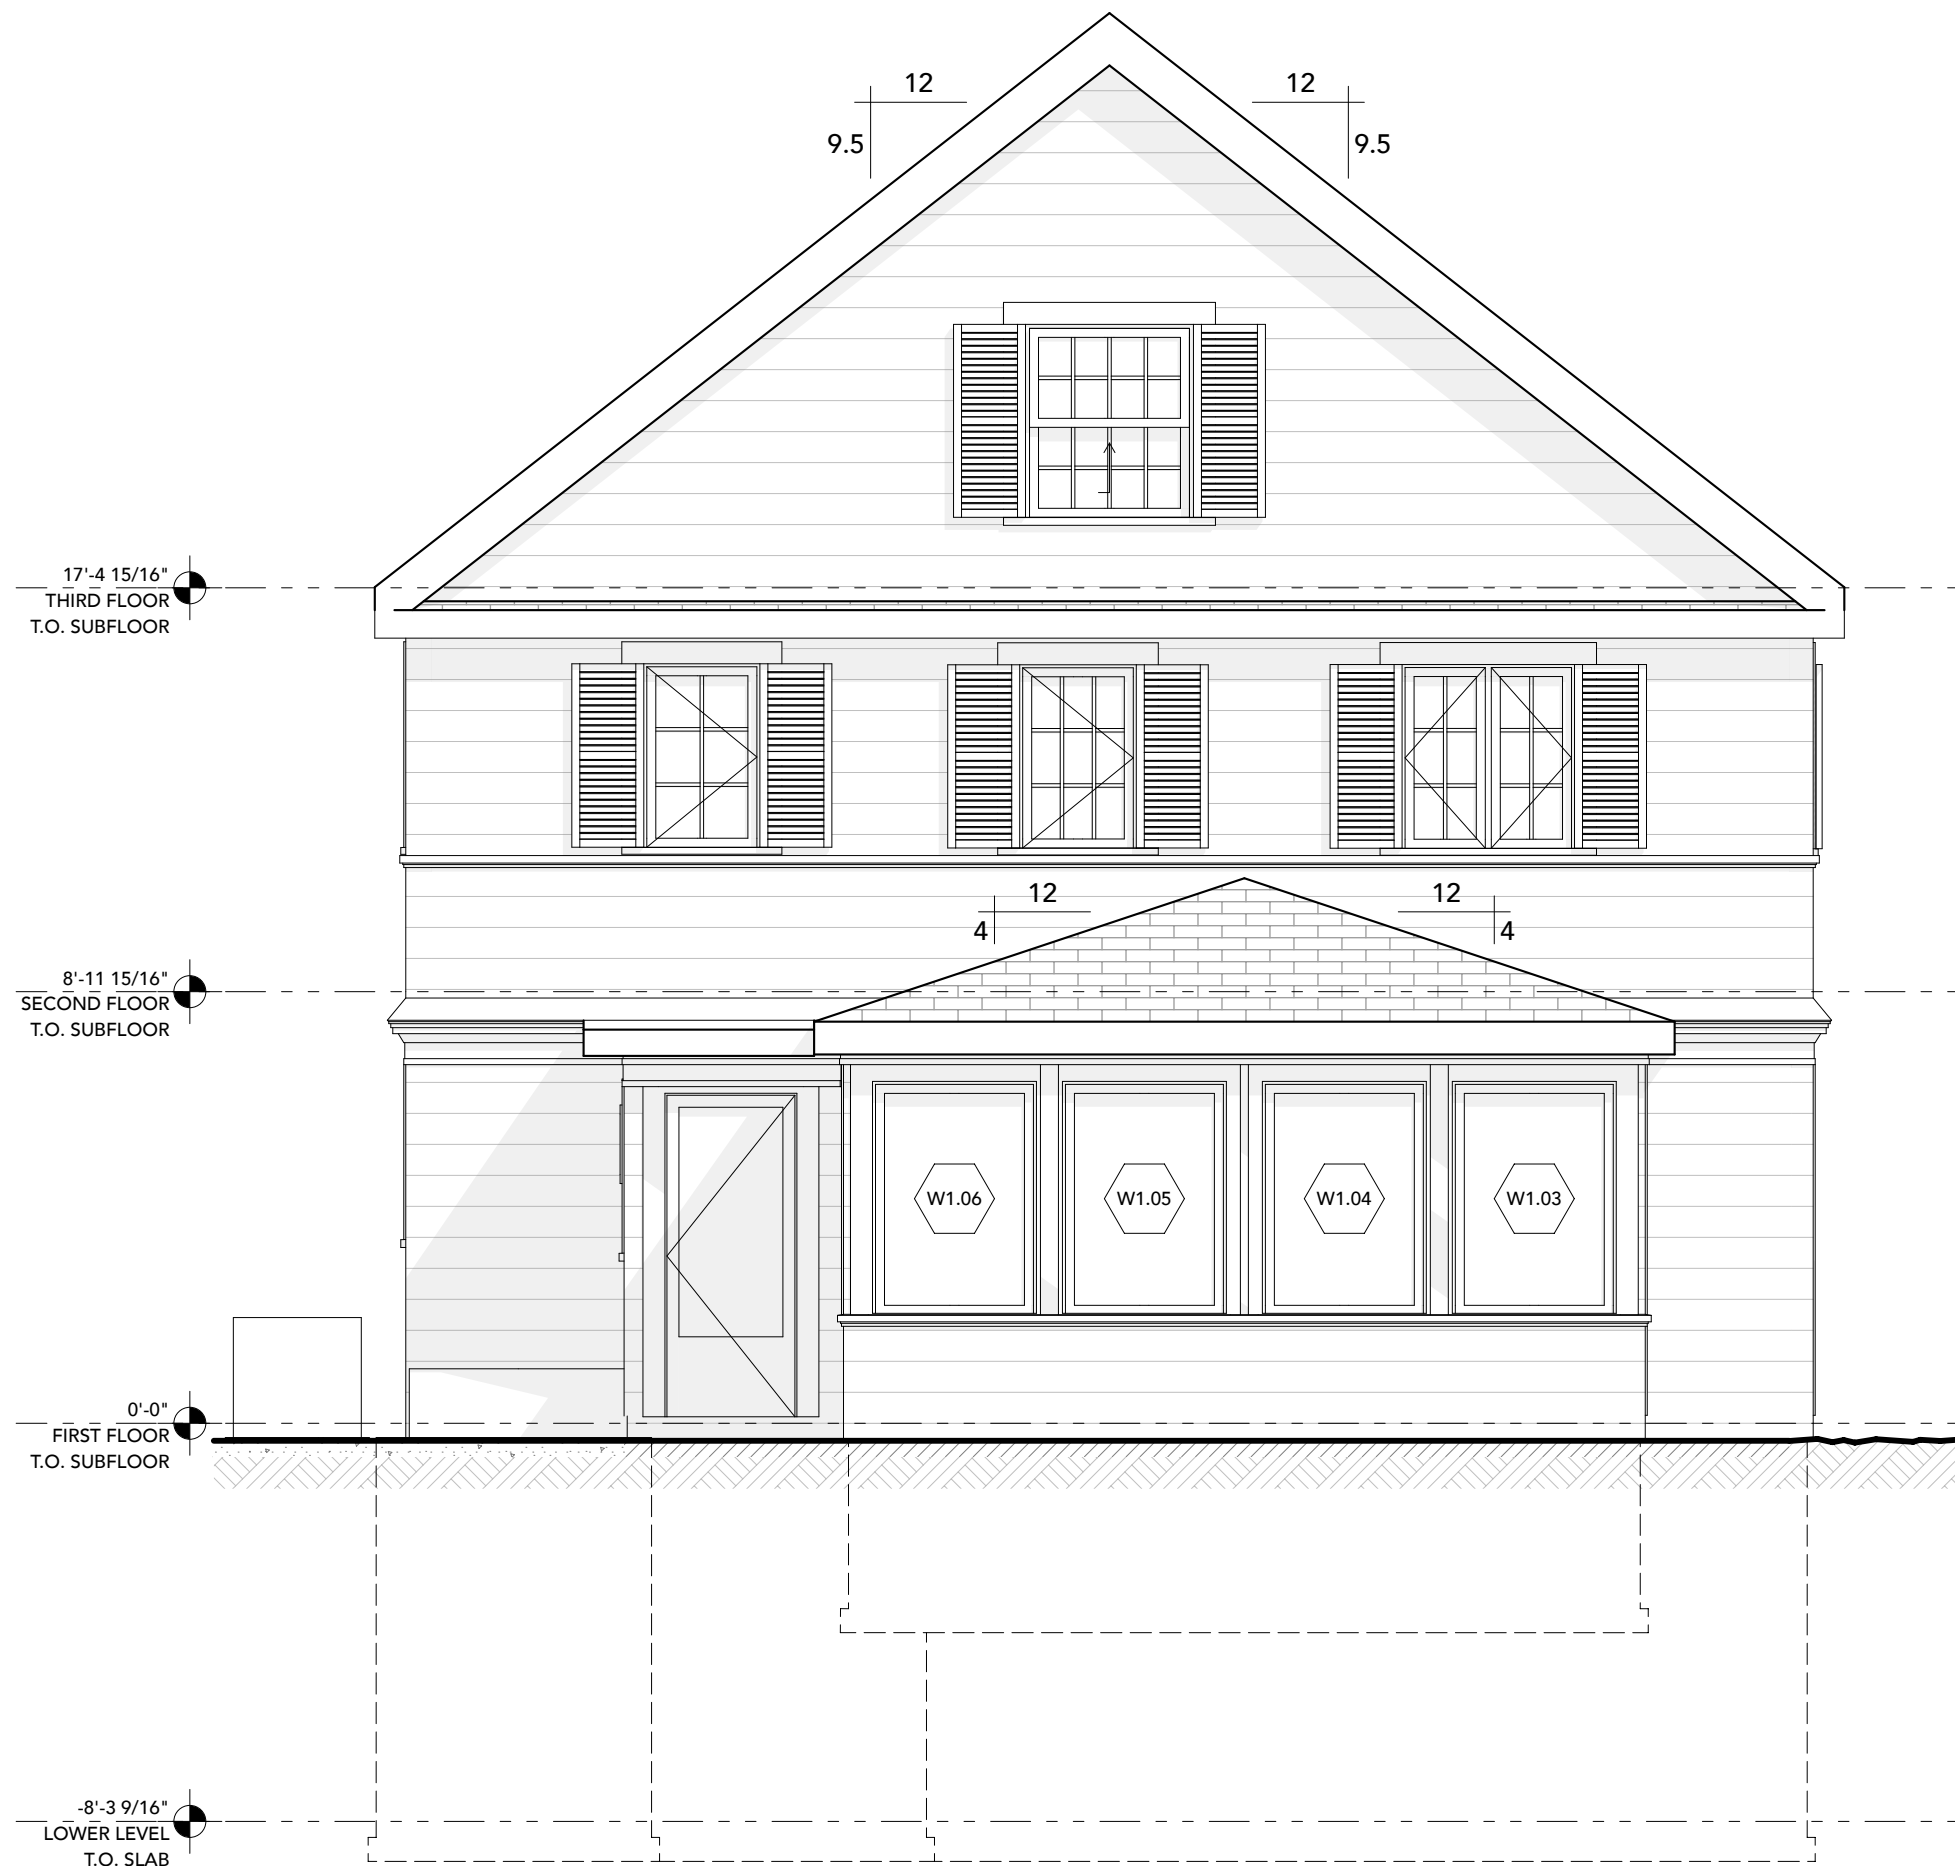 12
12
9.5
9.5
17'-4 15/16"
THIRD FLOOR
T.O. SUBFLOOR
12
12
4
4
8'-11 15/16"
SECOND FLOOR
T.O. SUBFLOOR
W1.06
W1.05
W1.04
W1.03
0'-0"
FIRST FLOOR
T.O. SUBFLOOR
-8'-3 9/16"
LOWER LEVEL
T.O. SLAB